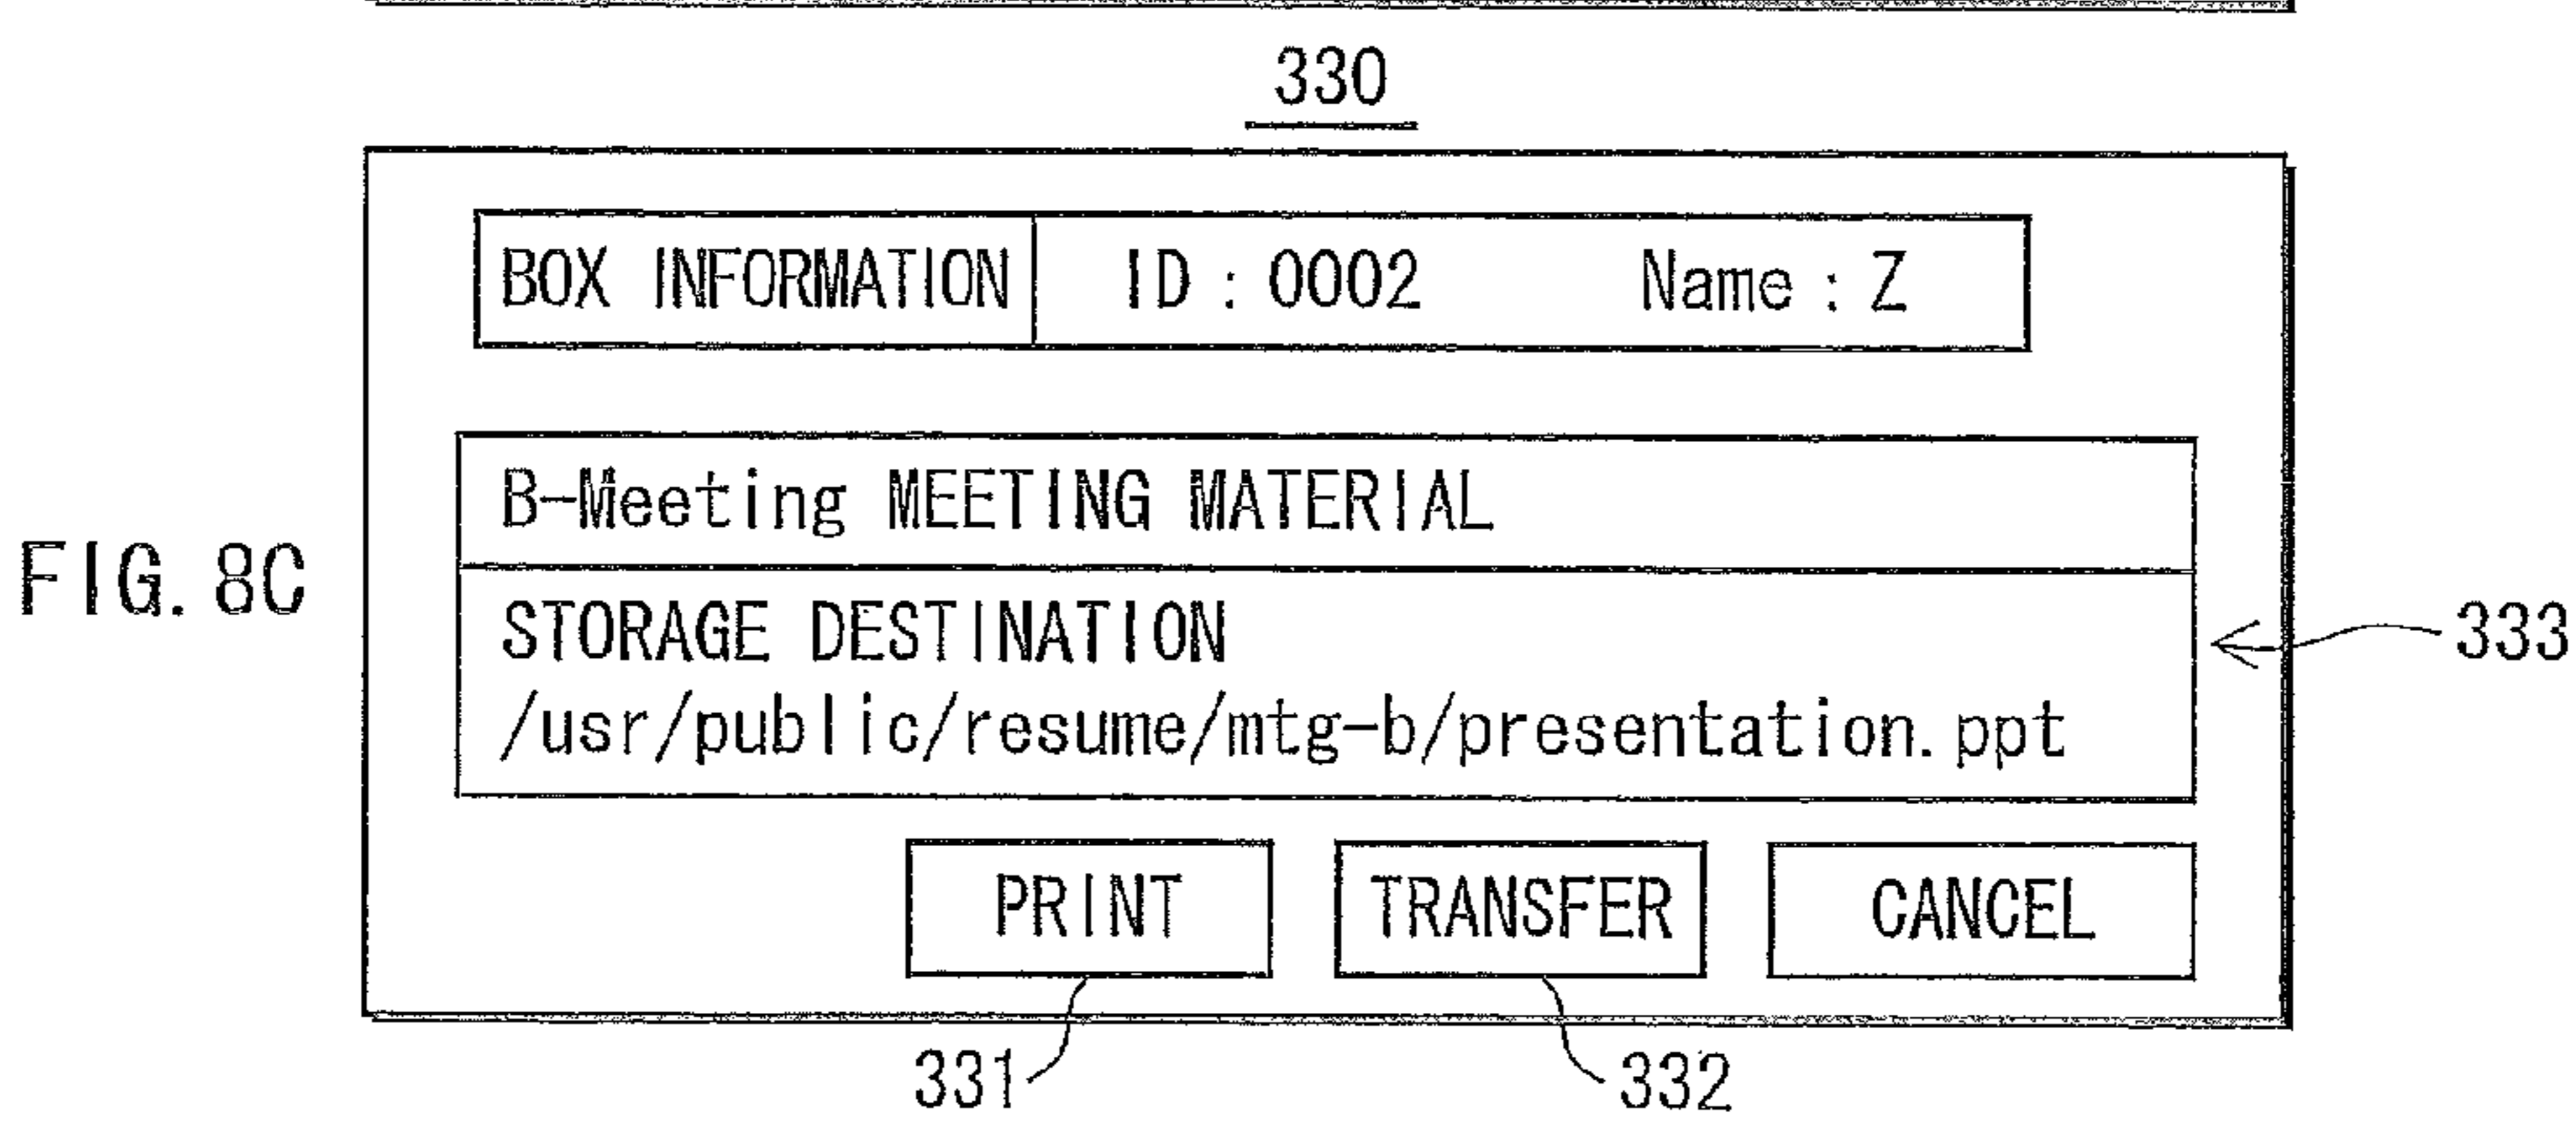 330
BOX INFORMATION ID : 0002 Name : Z
B-Meeting MEETING MATERIAL
FIG. 8C
STORAGE DESTINATION
333
/usr/public/resume/mtg-b/presentation.ppt
PRINT TRANSFER CANCEL
331 332